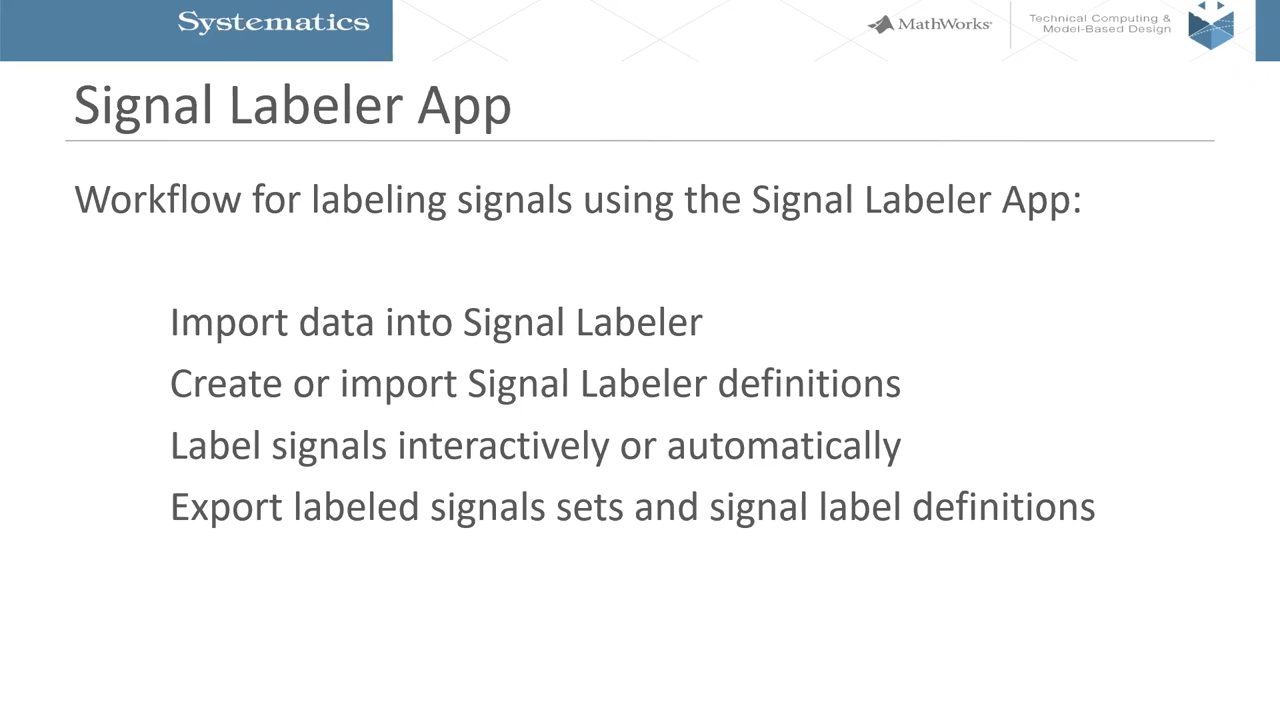 Systematics
MathWorks
Technical Computing &
Model-Based Design
Signal Labeler App
Workflow for labeling signals using the Signal Labeler App:
Import data into Signal Labeler
Create or import Signal Labeler definitions
Label signals interactively or automatically
Export labeled signals sets and signal label definitions